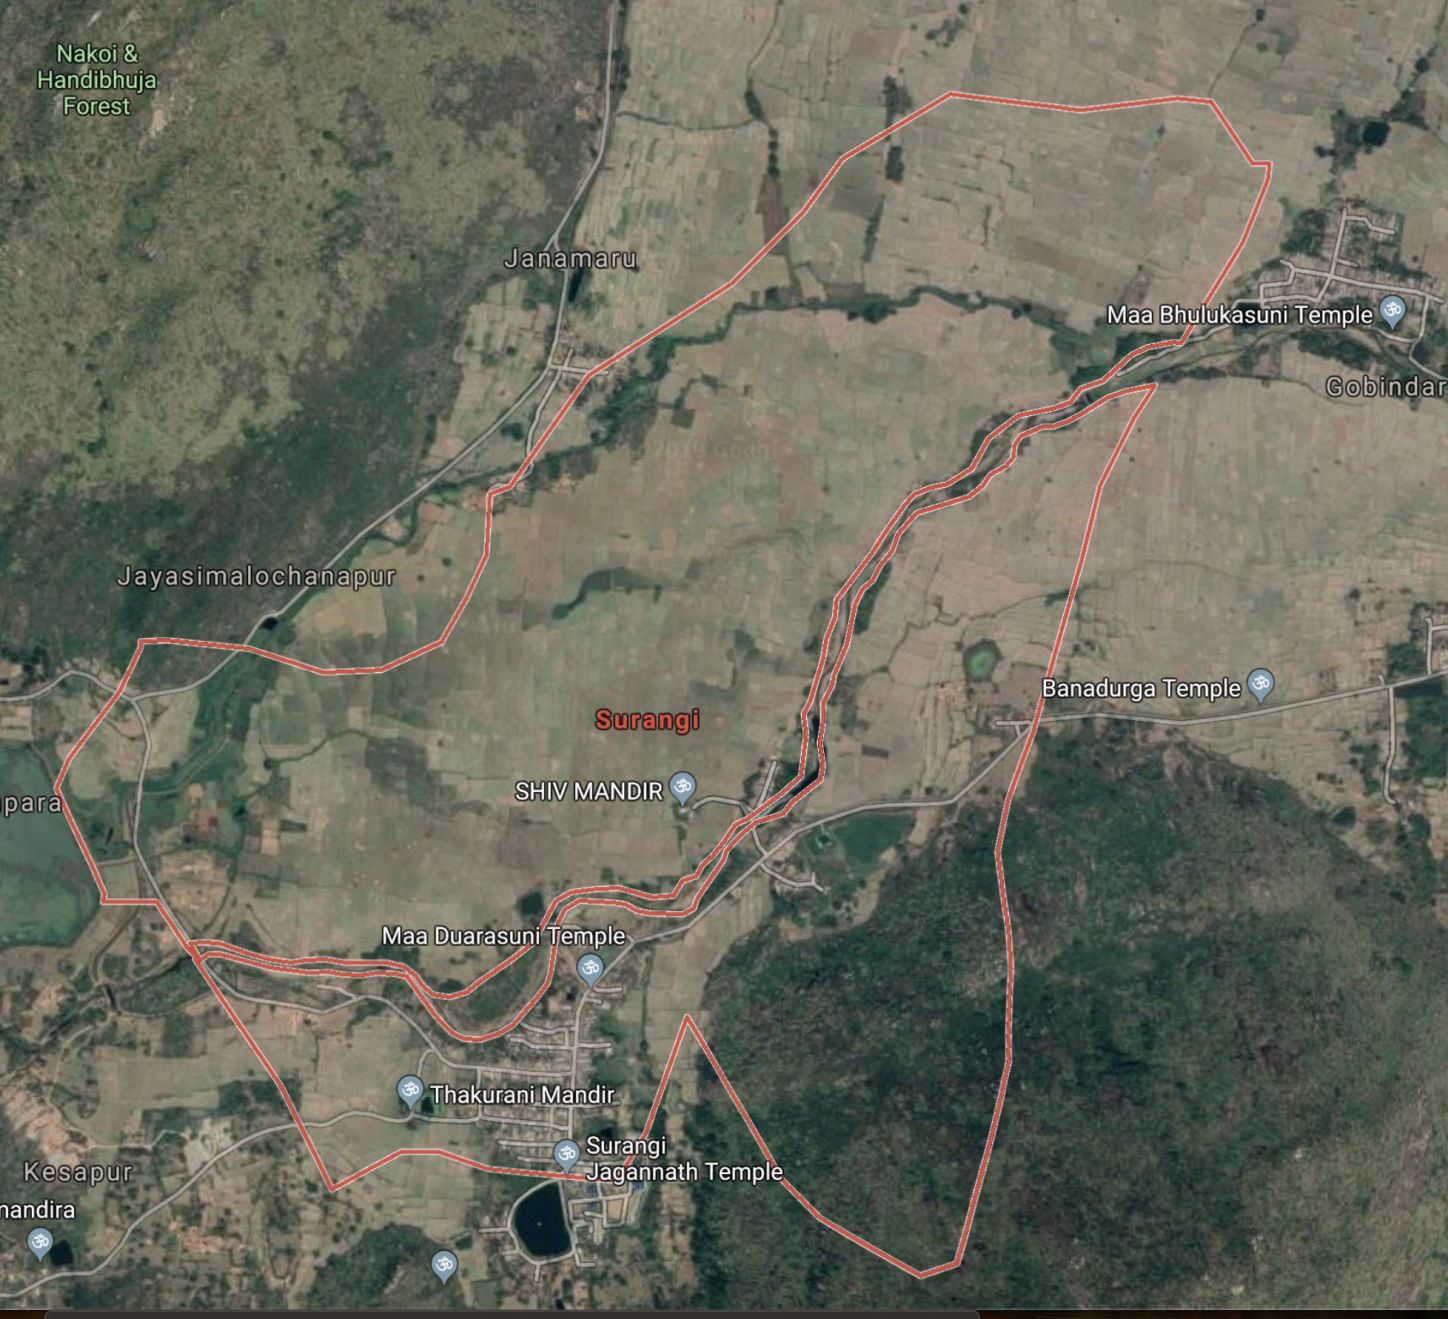 Nakoi &
Handibhuja
Forest
Janamaru
Maa Bhulukasuni Temple
Gobindar
Jayasimalochanapur
Banadurga Temple
Surangi
SHIV MANDIR
para
Maa Duarasuni Temple
Thakurani Mandir
Surangi
Jagannath Temple
Kesapur
nandira